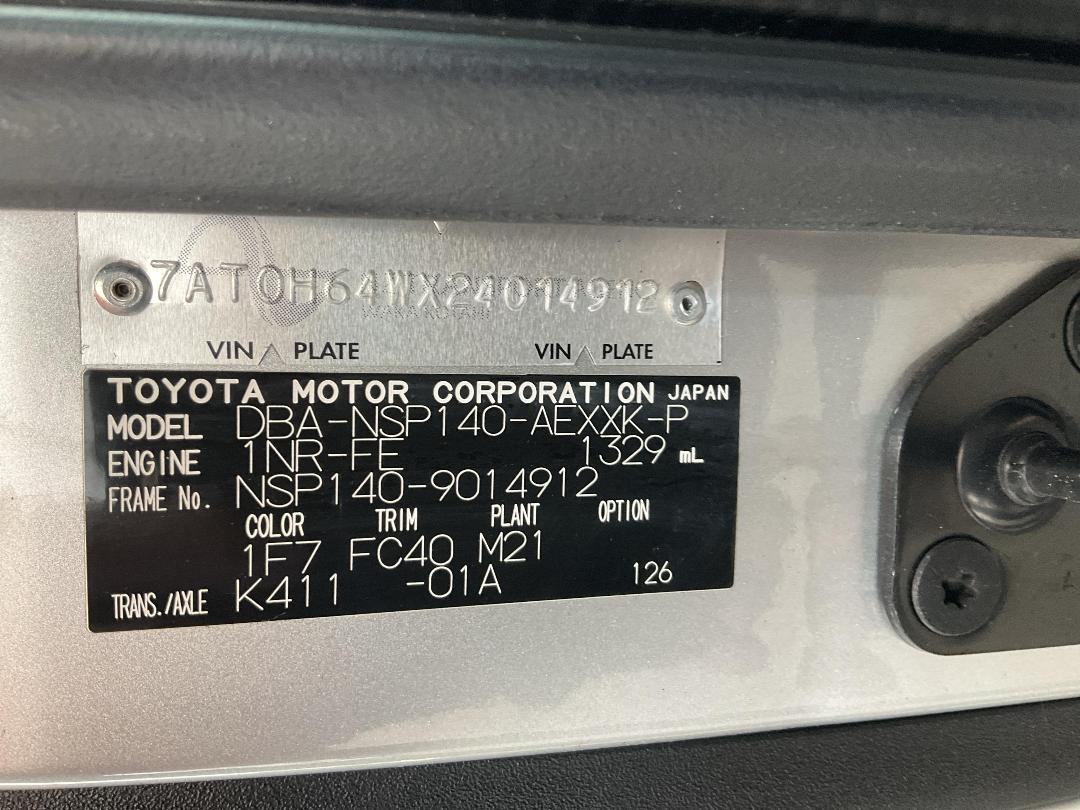 7AT0H64WX24014912
VIN PLATE VIN PLATE
TOYOTA MOTOR CORPORATION JAPAN
MODEL DBA-NSP140-AEXXK-P
ENGINE 1NR-FE 1329 mL
FRAME No. NSP140-9014912
COLOR TRIM PLANT OPTION
1F7 FC40 M21
TRANS./AXLE K411 -01A 126